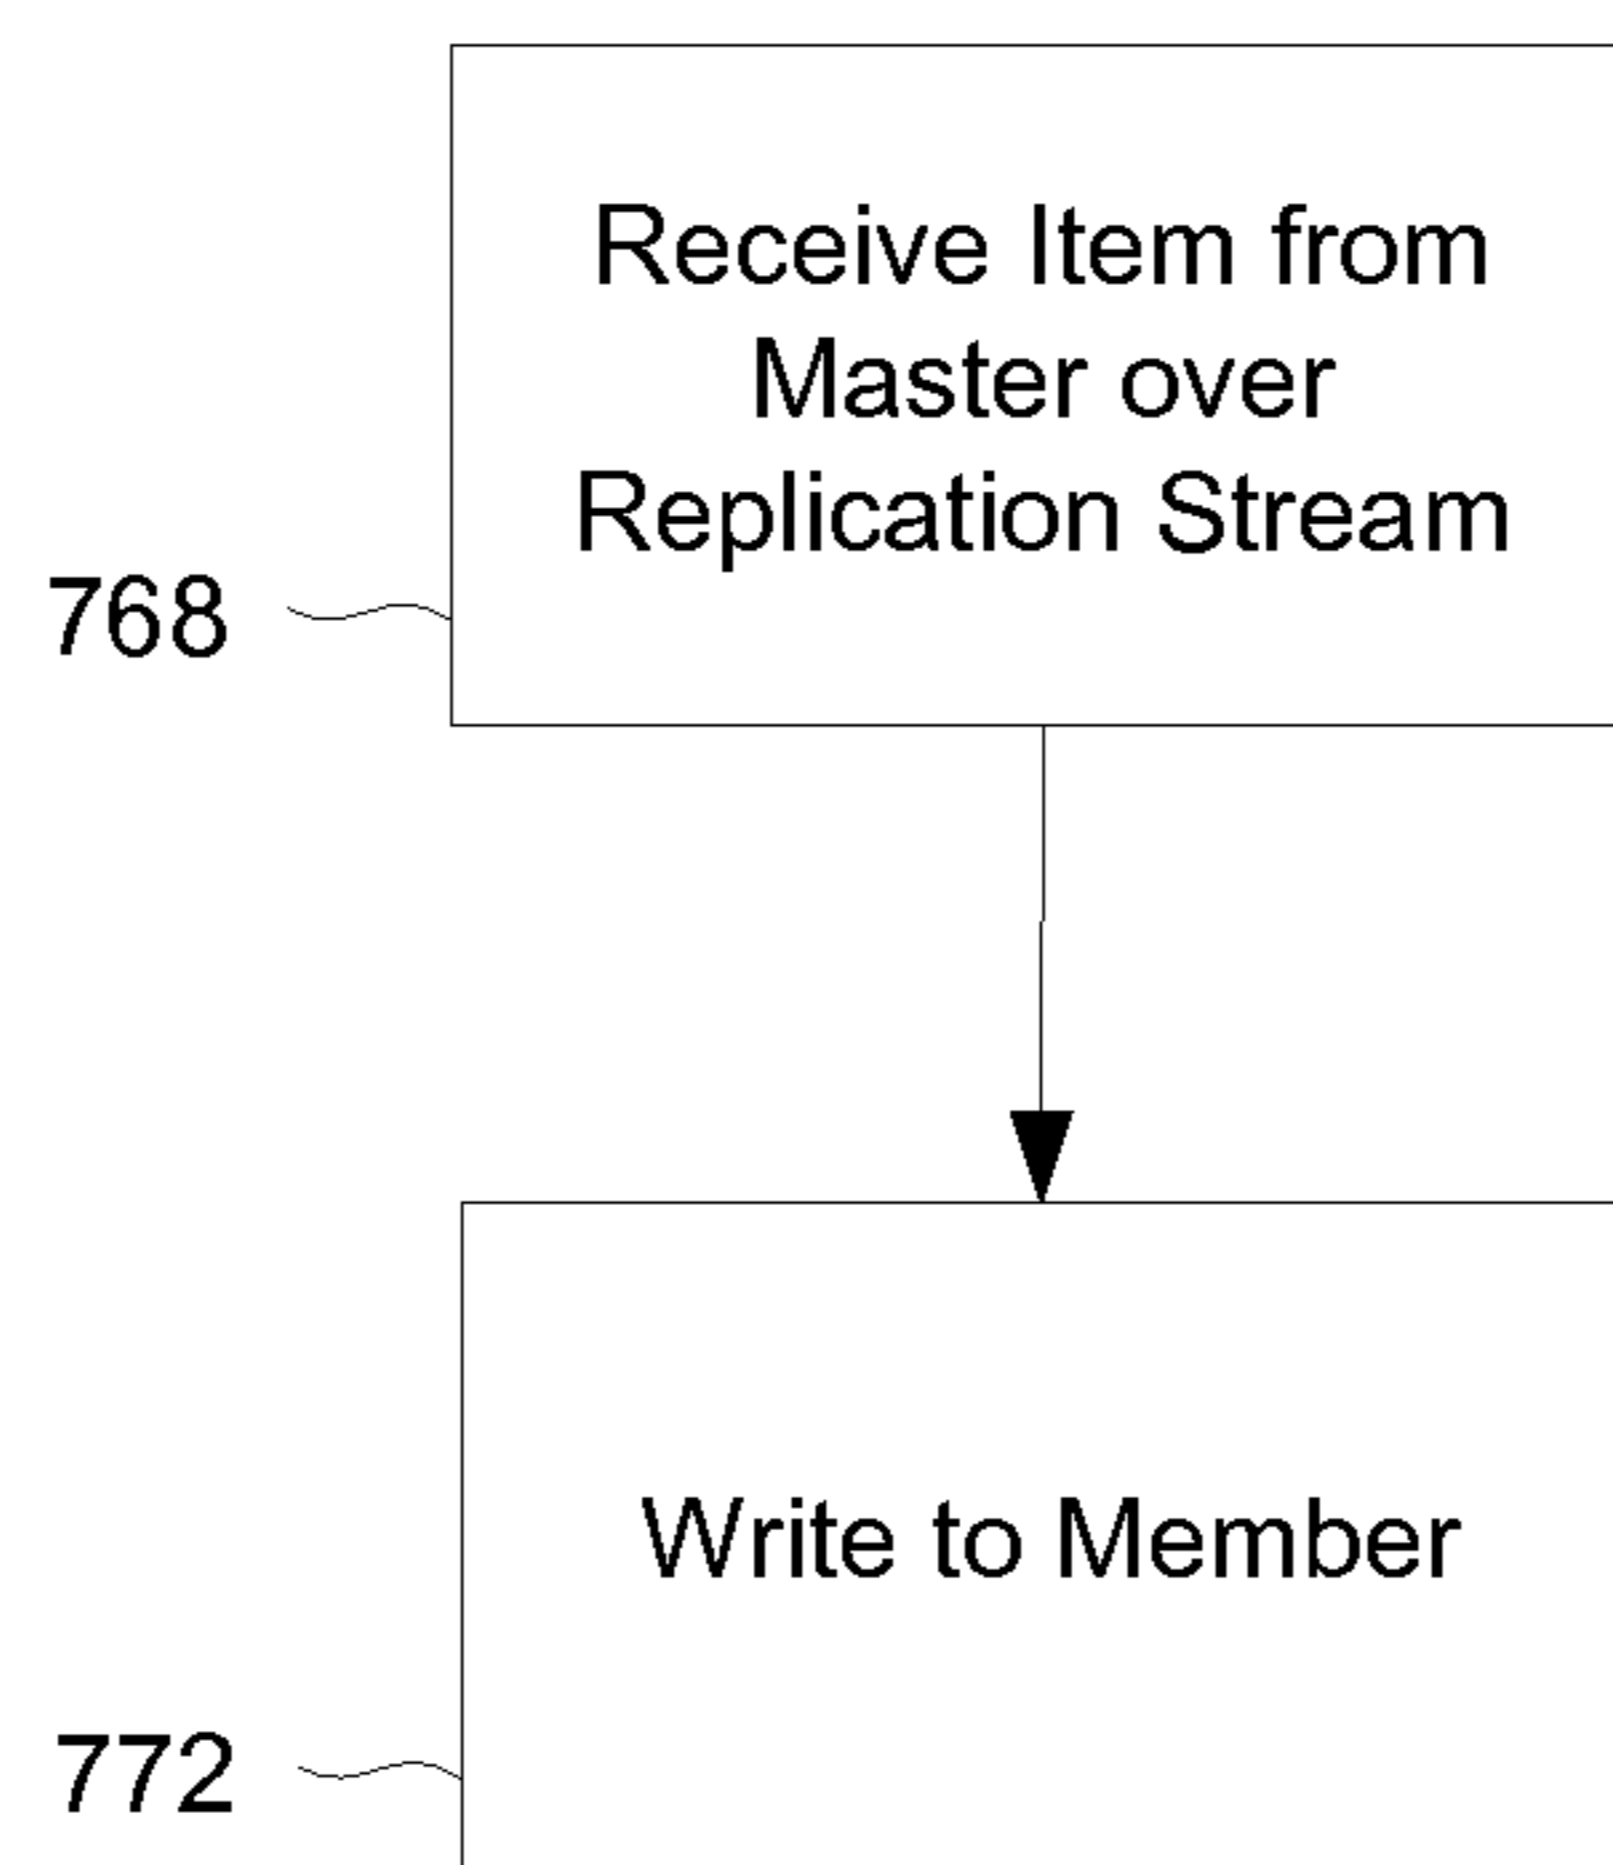 Receive Item from
Master over
Replication Stream
768
Write to Member
772